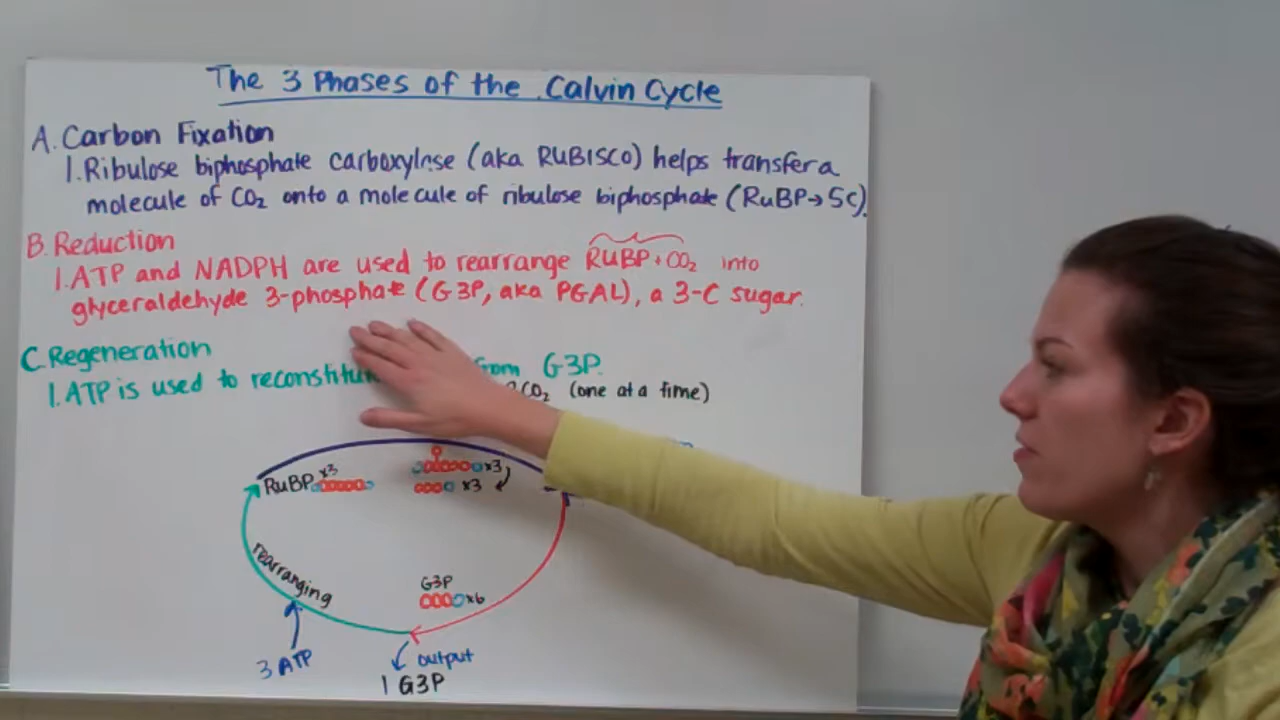 The 3 Phases of the Calvin Cycle
A. Carbon Fixation
1. Ribulose biphosphate carboxylase (aka RUBISCO) helps transfer a
molecule of CO2 onto a molecule of ribulose biphosphate (RuBP→5C).
B. Reduction
1. ATP and NADPH are used to rearrange RUBP + CO2 into
glyceraldehyde 3-phosphate (G3P, aka PGAL), a 3-C sugar.
C. Regeneration
1. ATP is used to from G3P.
CO2 (one at a time)
RuBP x3
x3
x3
rearranging
G3P
x6
3 ATP
output
1 G3P